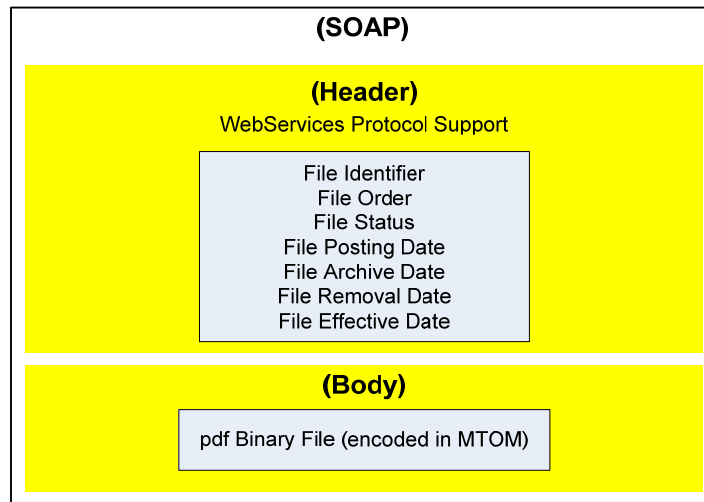 (SOAP)
(Header)
WebServices Protocol Support
File Identifier
File Order
File Status
File Posting Date
File Archive Date
File Removal Date
File Effective Date
(Body)
pdf Binary File (encoded in MTOM)